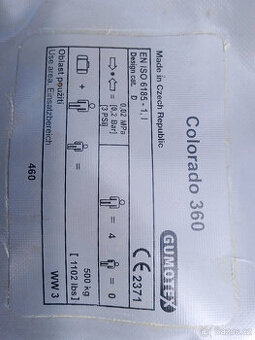 Colorado 360
GUMOTEX
Made in Czech Republic
EN ISO 6185 - 1, I
Design cat. D
0,02 MPa
[0,2 Bar]
[3 PSI]
= 4
= 0
CE 2371
+ =
500 kg
[ 1102 lbs]
Oblast použití
Use area, Einsatzbereich
WW 3
460